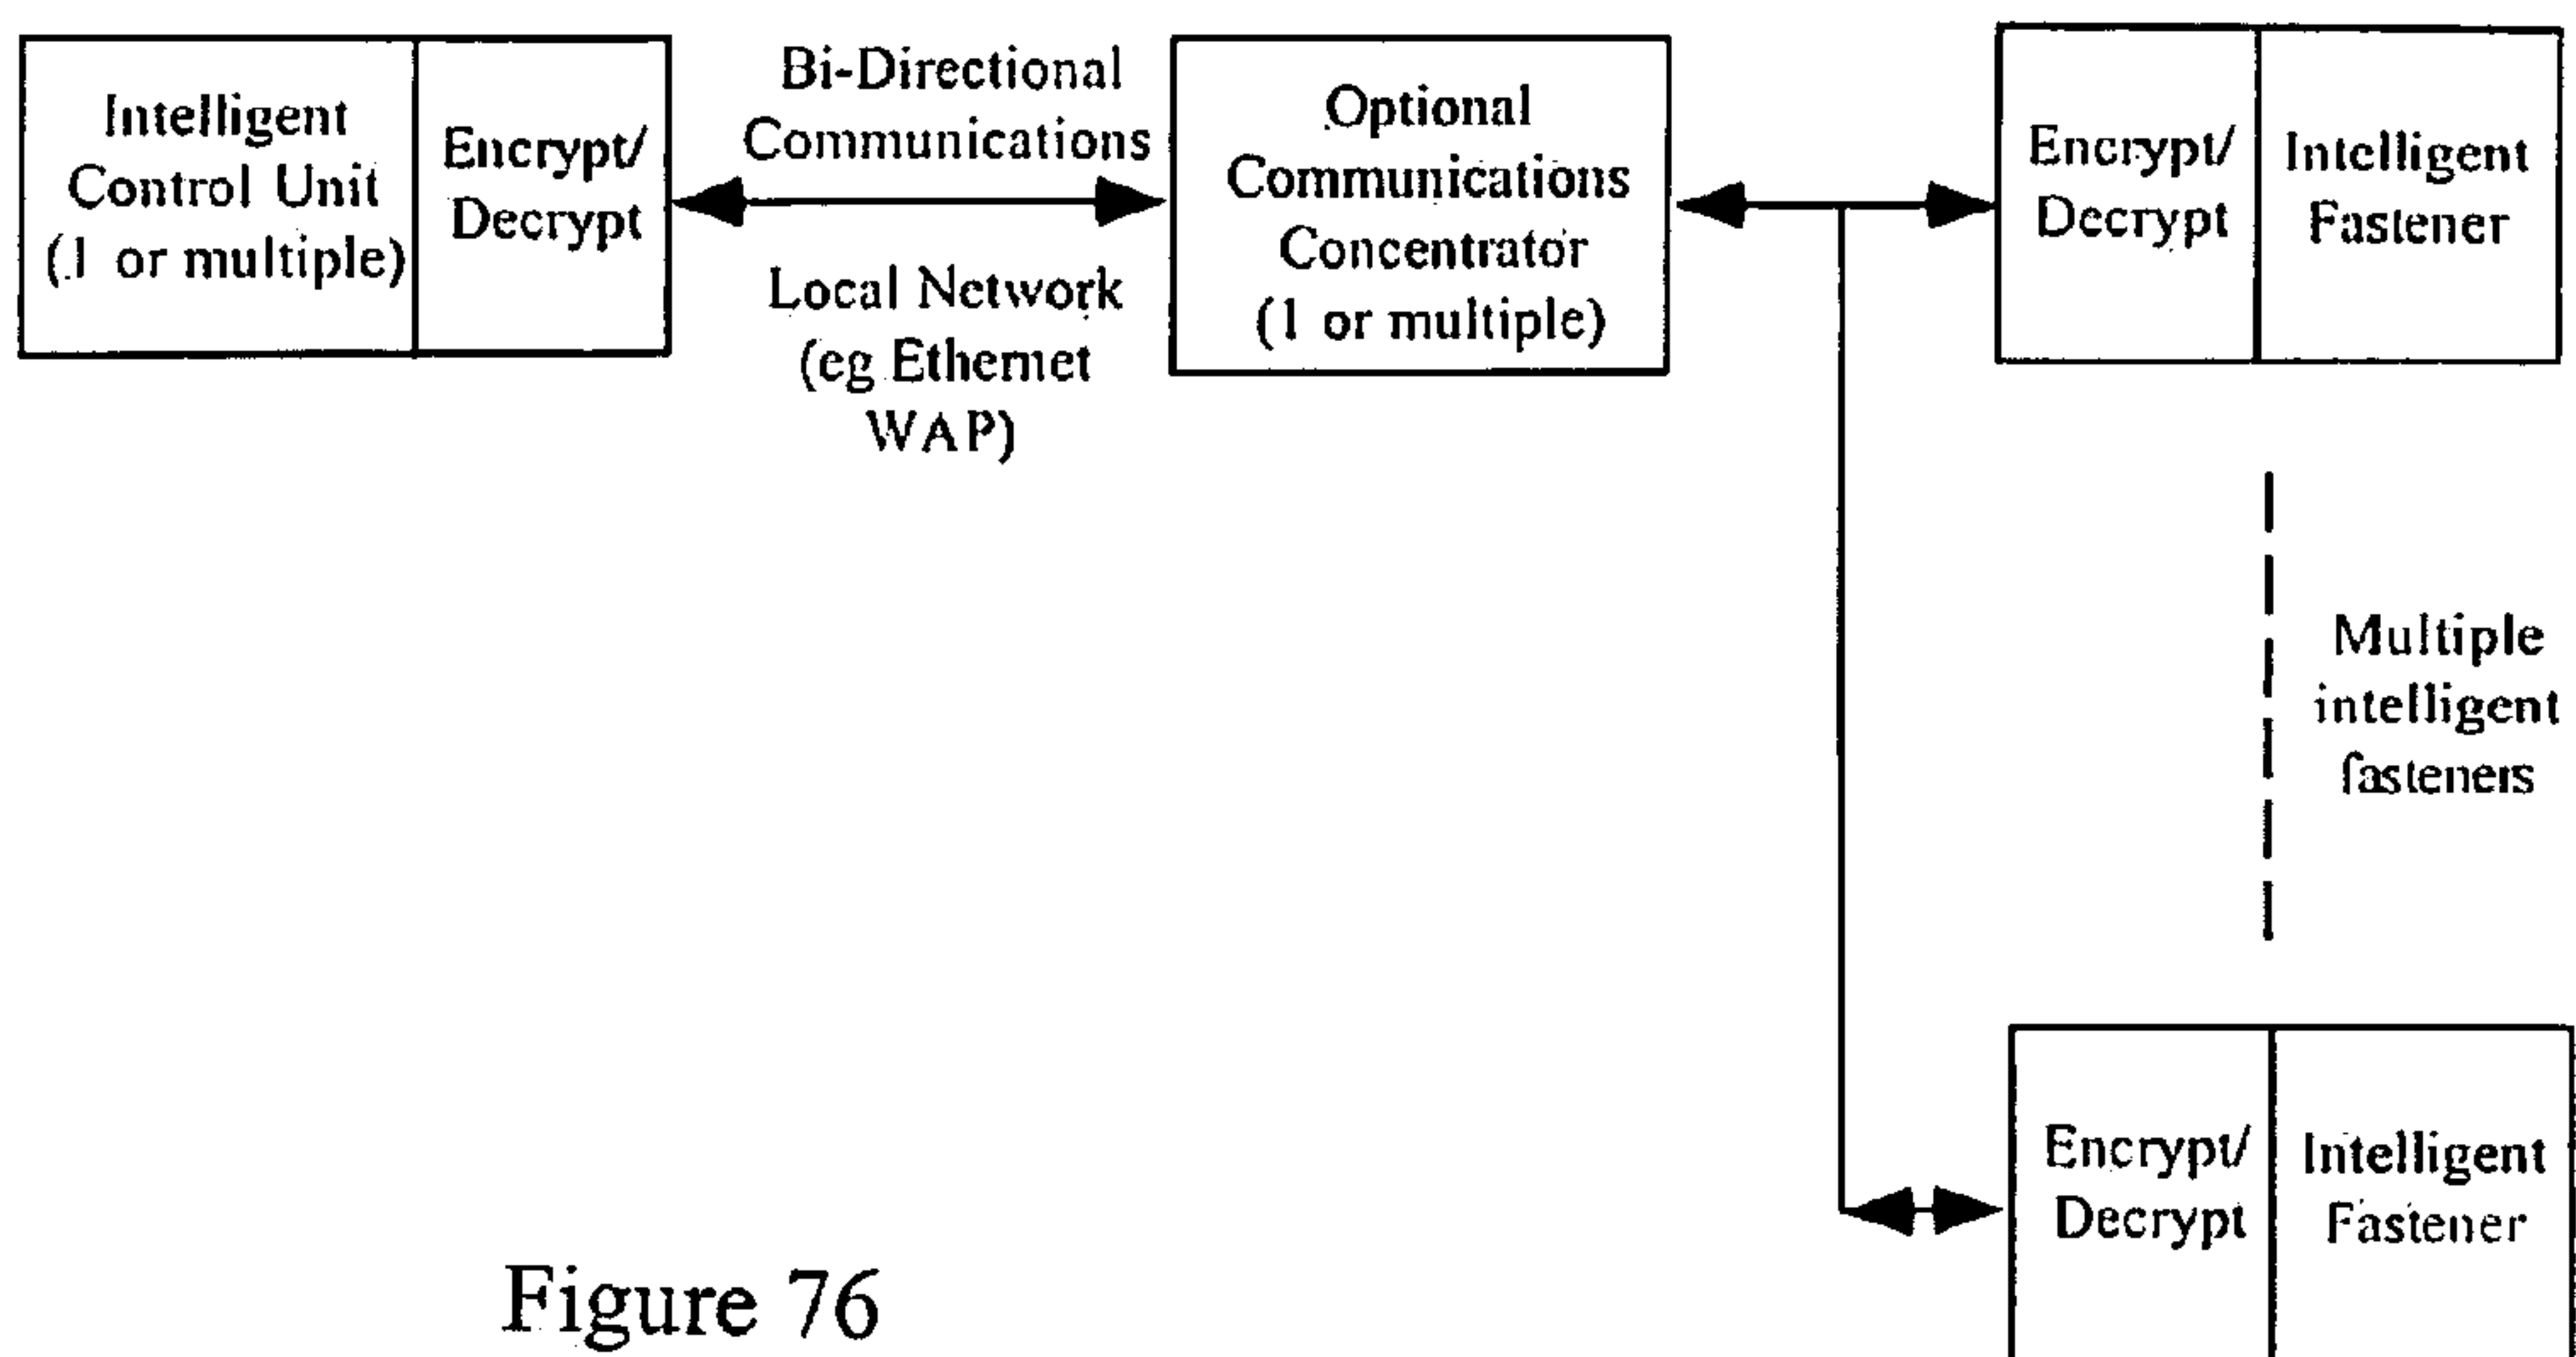 Intelligent
Control Unit
(1 or multiple)
Encrypt/
Decrypt
Bi-Directional
Communications
Local Network
(eg Ethernet
WAP)
Optional
Communications
Concentrator
(1 or multiple)
Encrypt/
Decrypt
Intelligent
Fastener
Multiple
intelligent
fasteners
Encrypt/
Decrypt
Intelligent
Fastener
Figure 76